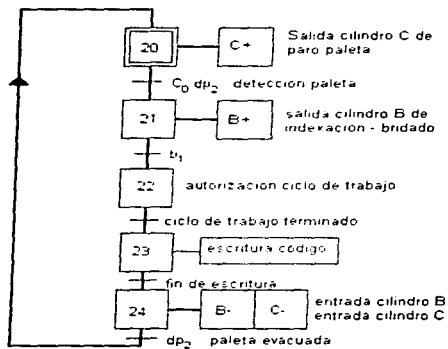 20
C+
Salida cilindro C de
paro paleta
C0 dp2 detección paleta
21
B+
salida cilindro B de
indexacion - bridado
b1
22
autorizacion ciclo de trabajo
ciclo de trabajo terminado
23
escritura codigo
fin de escritura
24
B-
C-
entrada cilindro B
entrada cilindro C
dp2 paleta evacuada